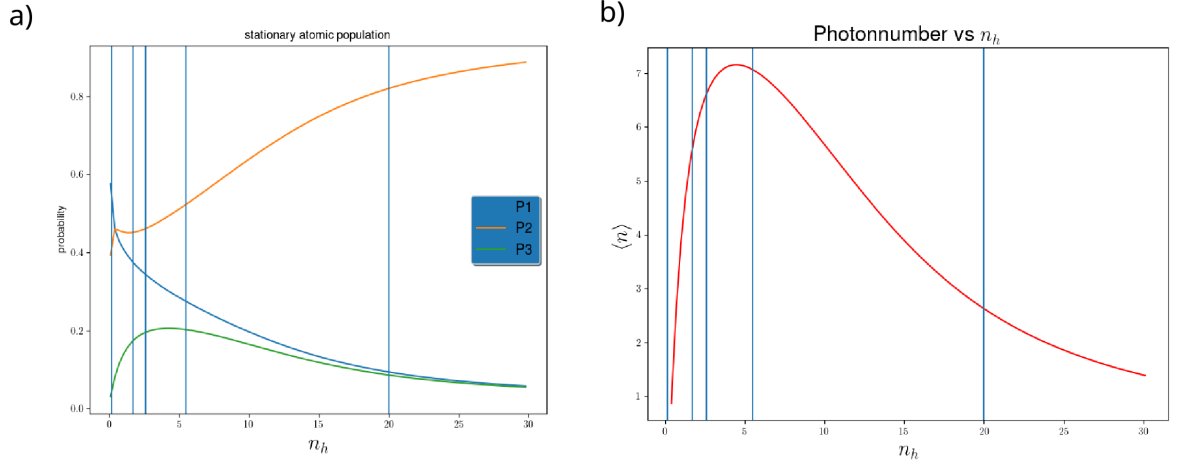 a)
stationary atomic population
probability
0.8
0.6
0.4
0.2
0.0
P1
P2
P3
0 5 10 15 20 25 30
n_h
b)
Photonnumber vs n_h
⟨n⟩
7
6
5
4
3
2
1
0 5 10 15 20 25 30
n_h